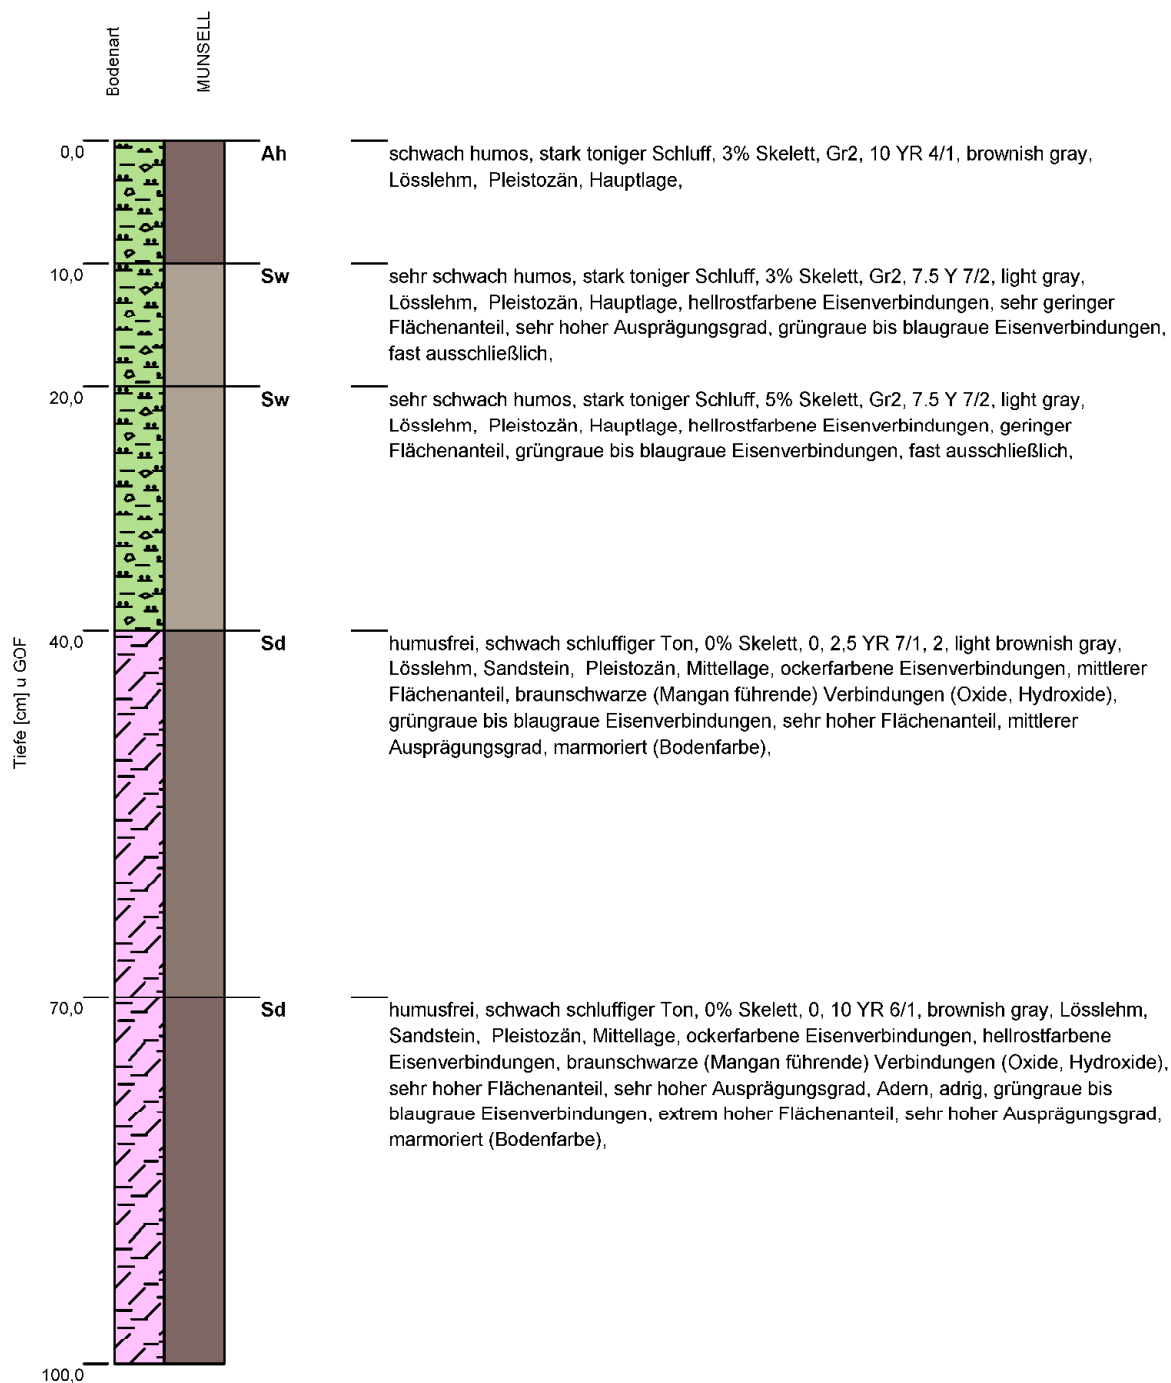 Bodenart
MUNSELL
0,0
Ah
schwach humos, stark toniger Schluff, 3% Skelett, Gr2, 10 YR 4/1, brownish gray,
Lösslehm, Pleistozän, Hauptlage,
10,0
Sw
sehr schwach humos, stark toniger Schluff, 3% Skelett, Gr2, 7.5 Y 7/2, light gray,
Lösslehm, Pleistozän, Hauptlage, hellrostfarbene Eisenverbindungen, sehr geringer
Flächenanteil, sehr hoher Ausprägungsgrad, grüngraue bis blaugraue Eisenverbindungen,
fast ausschließlich,
20,0
Sw
sehr schwach humos, stark toniger Schluff, 5% Skelett, Gr2, 7.5 Y 7/2, light gray,
Lösslehm, Pleistozän, Hauptlage, hellrostfarbene Eisenverbindungen, geringer
Flächenanteil, grüngraue bis blaugraue Eisenverbindungen, fast ausschließlich,
Tiefe [cm] u GOF
40,0
Sd
humusfrei, schwach schluffiger Ton, 0% Skelett, 0, 2,5 YR 7/1, 2, light brownish gray,
Lösslehm, Sandstein, Pleistozän, Mittellage, ockerfarbene Eisenverbindungen, mittlerer
Flächenanteil, braunschwarze (Mangan führende) Verbindungen (Oxide, Hydroxide),
grüngraue bis blaugraue Eisenverbindungen, sehr hoher Flächenanteil, mittlerer
Ausprägungsgrad, marmoriert (Bodenfarbe),
70,0
Sd
humusfrei, schwach schluffiger Ton, 0% Skelett, 0, 10 YR 6/1, brownish gray, Lösslehm,
Sandstein, Pleistozän, Mittellage, ockerfarbene Eisenverbindungen, hellrostfarbene
Eisenverbindungen, braunschwarze (Mangan führende) Verbindungen (Oxide, Hydroxide),
sehr hoher Flächenanteil, sehr hoher Ausprägungsgrad, Adern, adrig, grüngraue bis
blaugraue Eisenverbindungen, extrem hoher Flächenanteil, sehr hoher Ausprägungsgrad,
marmoriert (Bodenfarbe),
100,0